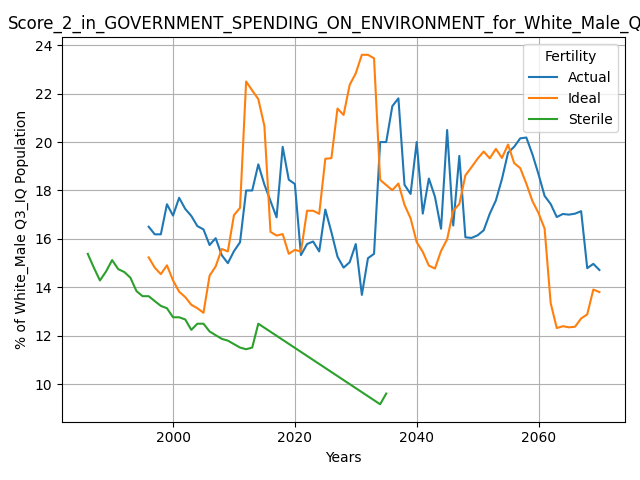 Score_2_in_GOVERNMENT_SPENDING_ON_ENVIRONMENT_for_White_Male_Q
24
22
20
18
16
14
12
10
% of White_Male Q3_IQ Population
Fertility
Actual
Ideal
Sterile
2000 2020 2040 2060
Years